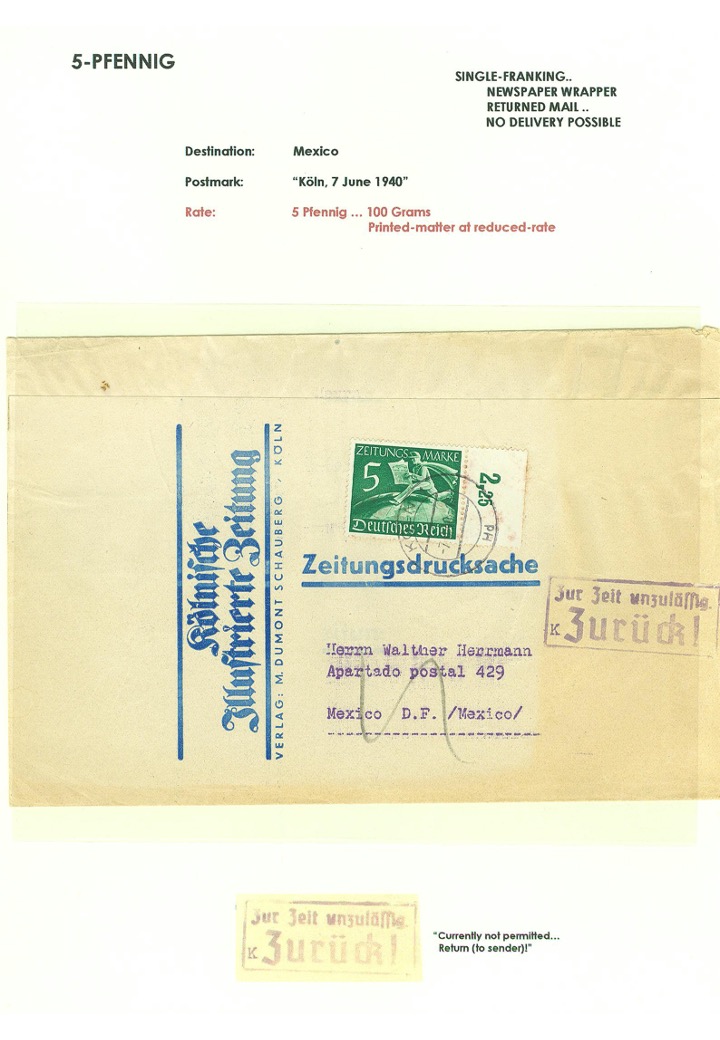 5-PFENNIG
SINGLE-FRANKING..
NEWSPAPER WRAPPER
RETURNED MAIL ..
NO DELIVERY POSSIBLE
Destination: Mexico
Postmark: “Köln, 7 June 1940”
Rate: 5 Pfennig ... 100 Grams
Printed-matter at reduced-rate
Kölnische
Illustrierte Zeitung
VERLAG: M. DUMONT SCHAUBERG / KÖLN
ZEITUNGS MARKE
5
Deutsches Reich
2,25
Zeitungsdrucksache
Zur Zeit unzulässig.
K Zurück!
Herrn Walther Herrmann
Apartado postal 429
Mexico D.F. /Mexico/
Zur Zeit unzulässig.
K Zurück!
“Currently not permitted...
Return (to sender)!”